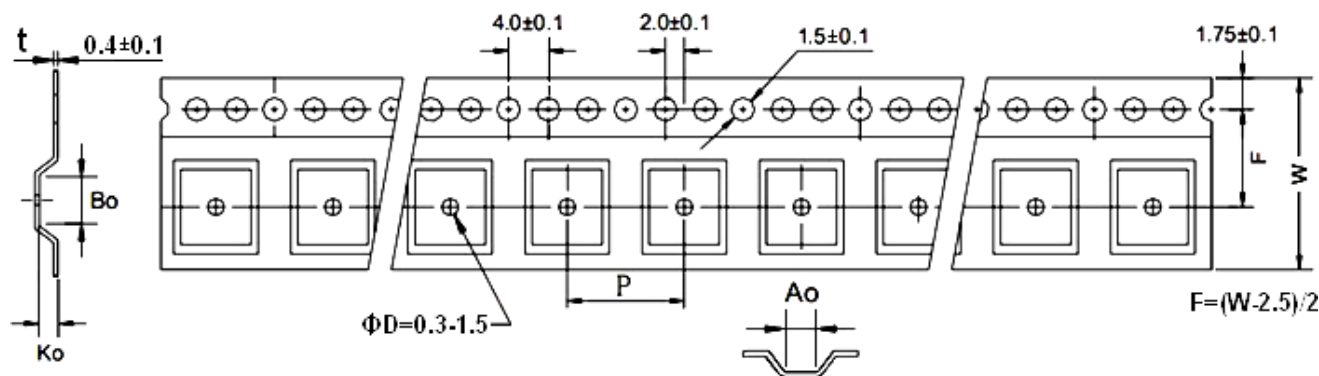 4.0±0.1
2.0±0.1
1.5±0.1
1.75±0.1
t
0.4±0.1
F
W
Bo
P
Ao
ΦD=0.3-1.5
F=(W-2.5)/2
Ko